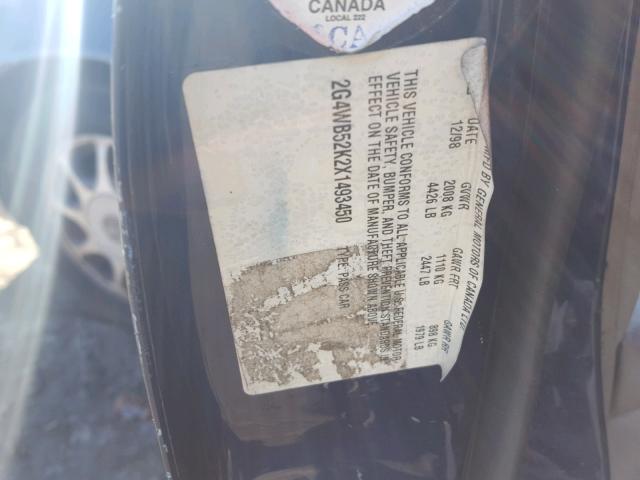 CANADA
LOCAL 222
CA
MFD BY GENERAL MOTORS OF CANADA
DATE GVWR GAWR FRT GAWR RR
12/98 2008 KG 1110 KG 898 KG
4426 LB 2447 LB 1979 LB
THIS VEHICLE CONFORMS TO ALL APPLICABLE U.S. FEDERAL MOTOR
VEHICLE SAFETY, BUMPER, AND THEFT PREVENTION STANDARDS IN
EFFECT ON THE DATE OF MANUFACTURE SHOWN ABOVE.
2G4WB52K2X1493450 TYPE: PASS CAR